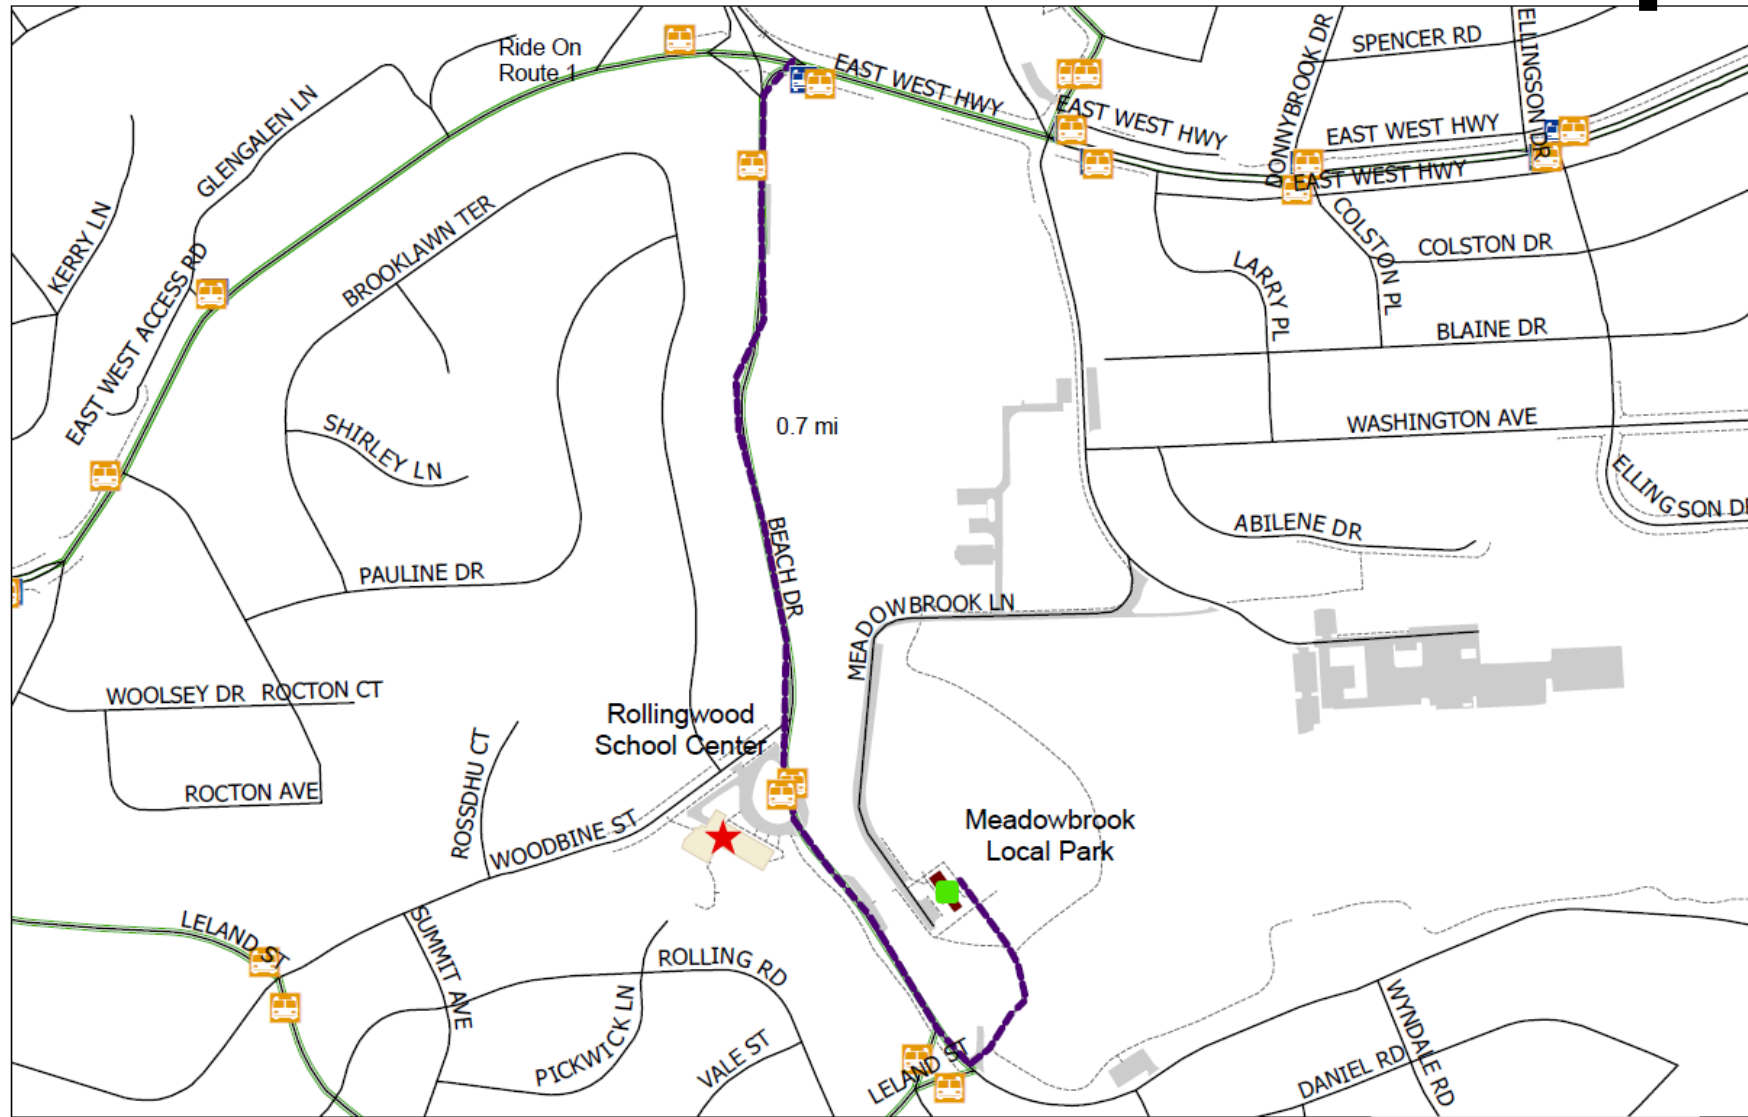 Ride On
Route 1
EAST WEST HWY
EAST WEST HWY
DONNYBROOK DR
SPENCER RD
ELLINGSON DR
EAST WEST HWY
EAST WEST HWY
GLENGALEN LN
KERRY LN
EAST WEST ACCESS RD
BROOKLAWN TER
COLSTON PL
COLSTON DR
LARRY PL
BLAINE DR
SHIRLEY LN
0.7 mi
WASHINGTON AVE
ELLINGSON DR
ABILENE DR
BEACH DR
PAULINE DR
MEADOWBROOK LN
WOOLSEY DR
ROCTON CT
Rollingwood
School Center
ROSSDHU CT
ROCTON AVE
WOODBINE ST
Meadowbrook
Local Park
LELAND ST
SUMMIT AVE
ROLLING RD
PICKWICK LN
VALE ST
LELAND ST
WYNDALE RD
DANIEL RD